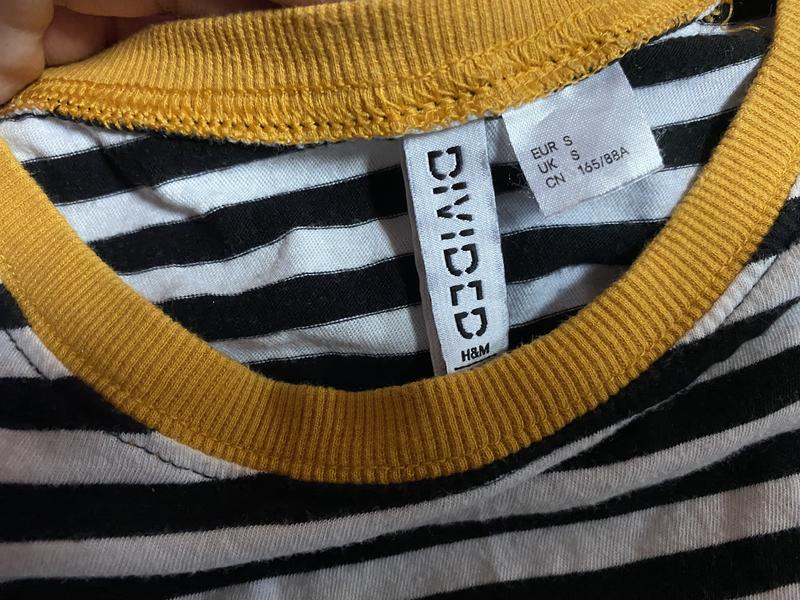 DIVIDED
H&M
EUR S
UK S
CN 165/88A